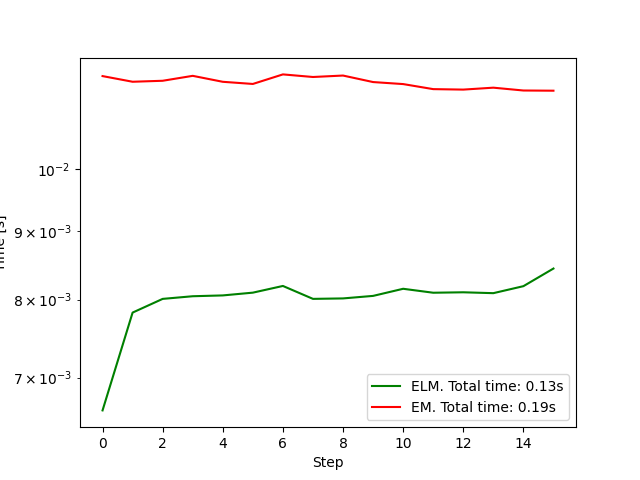 10⁻²
9 × 10⁻³
8 × 10⁻³
7 × 10⁻³
0 2 4 6 8 10 12 14
Step
[s]
ELM. Total time: 0.13s
EM. Total time: 0.19s